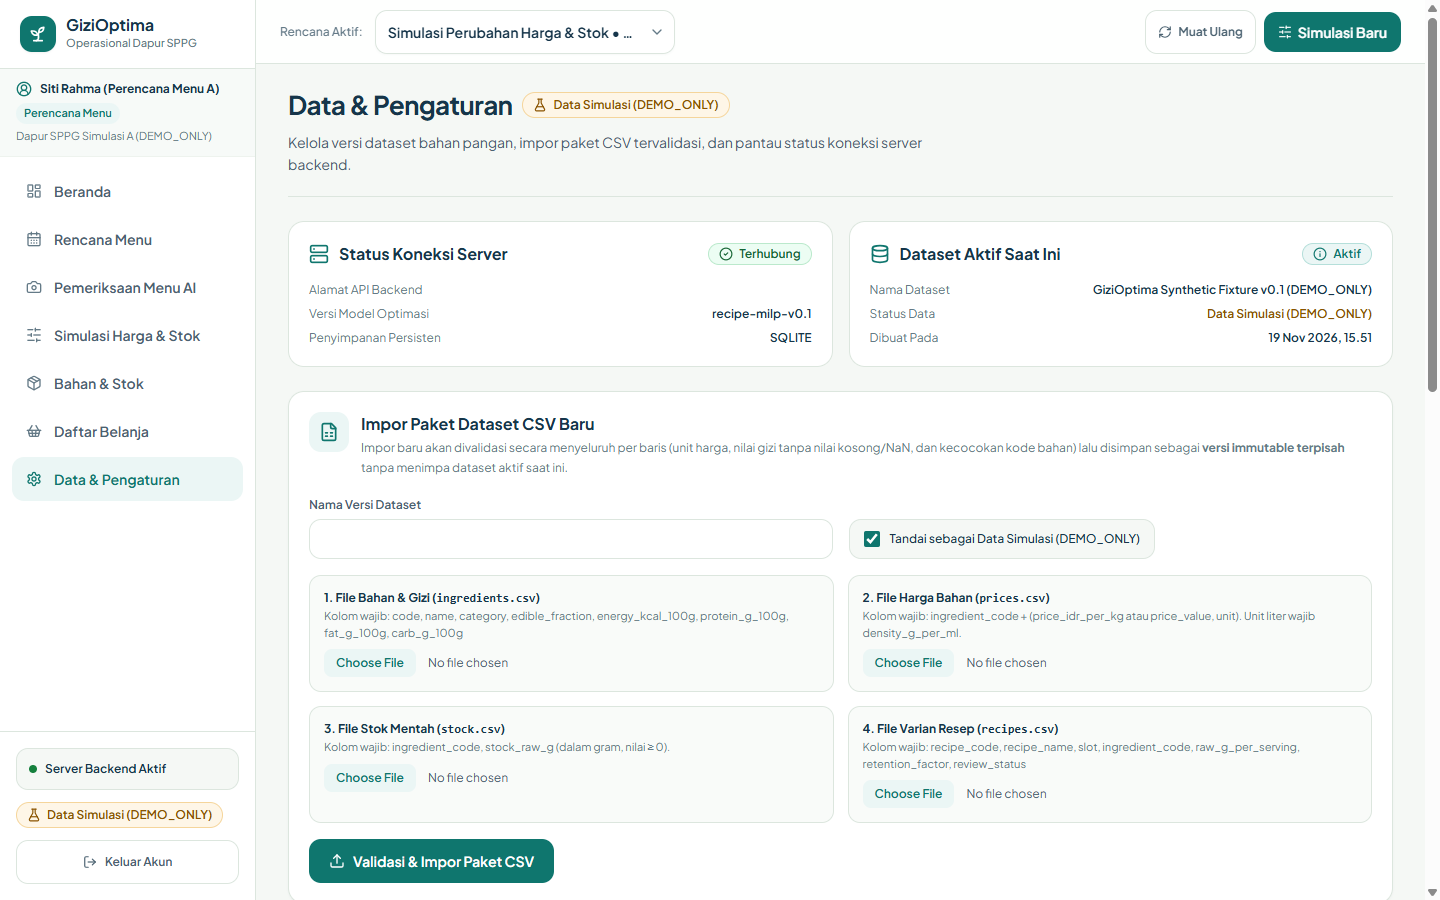 GiziOptima
Operasional Dapur SPPG
Siti Rahma (Perencana Menu A)
Perencana Menu
Dapur SPPG Simulasi A (DEMO_ONLY)
Beranda
Rencana Menu
Pemeriksaan Menu AI
Simulasi Harga & Stok
Bahan & Stok
Daftar Belanja
Data & Pengaturan
Server Backend Aktif
Data Simulasi (DEMO_ONLY)
Keluar Akun
Rencana Aktif:
Simulasi Perubahan Harga & Stok • ...
Muat Ulang
Simulasi Baru
Data & Pengaturan
Data Simulasi (DEMO_ONLY)
Kelola versi dataset bahan pangan, impor paket CSV tervalidasi, dan pantau status koneksi server
backend.
Status Koneksi Server
Terhubung
Alamat API Backend
Versi Model Optimasi
recipe-milp-v0.1
Penyimpanan Persisten
SQLITE
Dataset Aktif Saat Ini
Aktif
Nama Dataset
GiziOptima Synthetic Fixture v0.1 (DEMO_ONLY)
Status Data
Data Simulasi (DEMO_ONLY)
Dibuat Pada
19 Nov 2026, 15.51
Impor Paket Dataset CSV Baru
Impor baru akan divalidasi secara menyeluruh per baris (unit harga, nilai gizi tanpa nilai kosong/NaN, dan kecocokan kode bahan) lalu disimpan sebagai versi immutable terpisah
tanpa menimpa dataset aktif saat ini.
Nama Versi Dataset
Tandai sebagai Data Simulasi (DEMO_ONLY)
1. File Bahan & Gizi (ingredients.csv)
Kolom wajib: code, name, category, edible_fraction, energy_kcal_100g, protein_g_100g,
fat_g_100g, carb_g_100g
Choose File
No file chosen
2. File Harga Bahan (prices.csv)
Kolom wajib: ingredient_code + (price_idr_per_kg atau price_value, unit). Unit liter wajib
density_g_per_ml.
Choose File
No file chosen
3. File Stok Mentah (stock.csv)
Kolom wajib: ingredient_code, stock_raw_g (dalam gram, nilai ≥ 0).
Choose File
No file chosen
4. File Varian Resep (recipes.csv)
Kolom wajib: recipe_code, recipe_name, slot, ingredient_code, raw_g_per_serving,
retention_factor, review_status
Choose File
No file chosen
Validasi & Impor Paket CSV